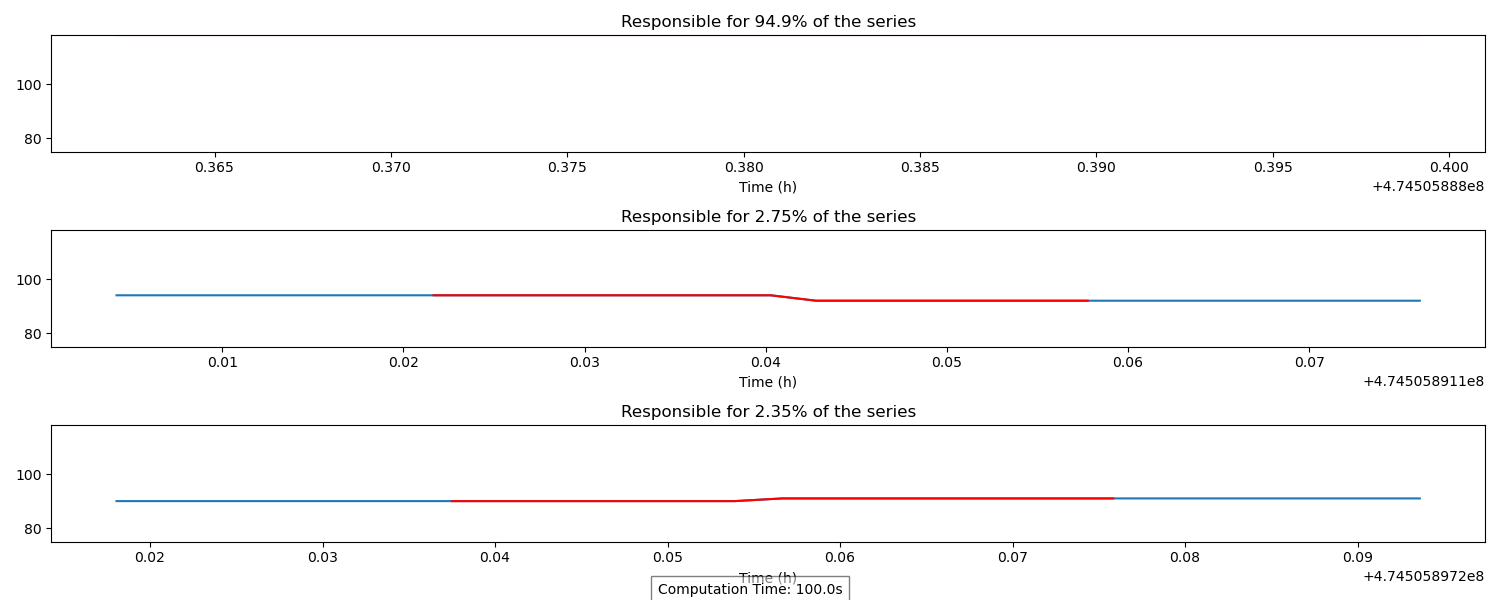 Responsible for 94.9% of the series
100
80
0.365 0.370 0.375 0.380 0.385 0.390 0.395 0.400
Time (h)
+4.74505888e8
Responsible for 2.75% of the series
100
80
0.01 0.02 0.03 0.04 0.05 0.06 0.07
Time (h)
+4.745058911e8
Responsible for 2.35% of the series
100
80
0.02 0.03 0.04 0.05 0.06 0.07 0.08 0.09
Time (h)
+4.745058972e8
Computation Time: 100.0s